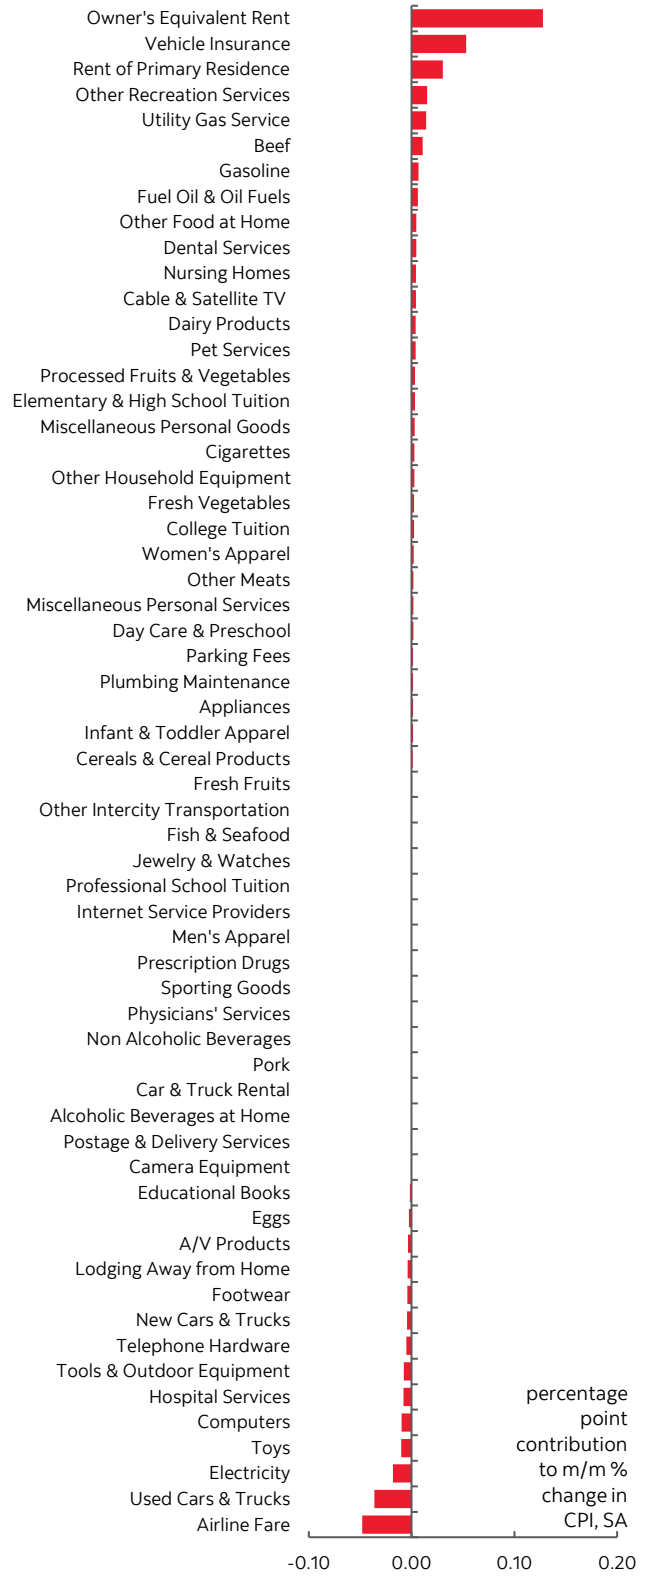 Owner's Equivalent Rent
Vehicle Insurance
Rent of Primary Residence
Other Recreation Services
Utility Gas Service
Beef
Gasoline
Fuel Oil & Oil Fuels
Other Food at Home
Dental Services
Nursing Homes
Cable & Satellite TV
Dairy Products
Pet Services
Processed Fruits & Vegetables
Elementary & High School Tuition
Miscellaneous Personal Goods
Cigarettes
Other Household Equipment
Fresh Vegetables
College Tuition
Women's Apparel
Other Meats
Miscellaneous Personal Services
Day Care & Preschool
Parking Fees
Plumbing Maintenance
Appliances
Infant & Toddler Apparel
Cereals & Cereal Products
Fresh Fruits
Other Intercity Transportation
Fish & Seafood
Jewelry & Watches
Professional School Tuition
Internet Service Providers
Men's Apparel
Prescription Drugs
Sporting Goods
Physicians' Services
Non Alcoholic Beverages
Pork
Car & Truck Rental
Alcoholic Beverages at Home
Postage & Delivery Services
Camera Equipment
Educational Books
Eggs
A/V Products
Lodging Away from Home
Footwear
New Cars & Trucks
Telephone Hardware
Tools & Outdoor Equipment
Hospital Services
Computers
Toys
Electricity
Used Cars & Trucks
Airline Fare
percentage
point
contribution
to m/m %
change in
CPI, SA
-0.10 0.00 0.10 0.20